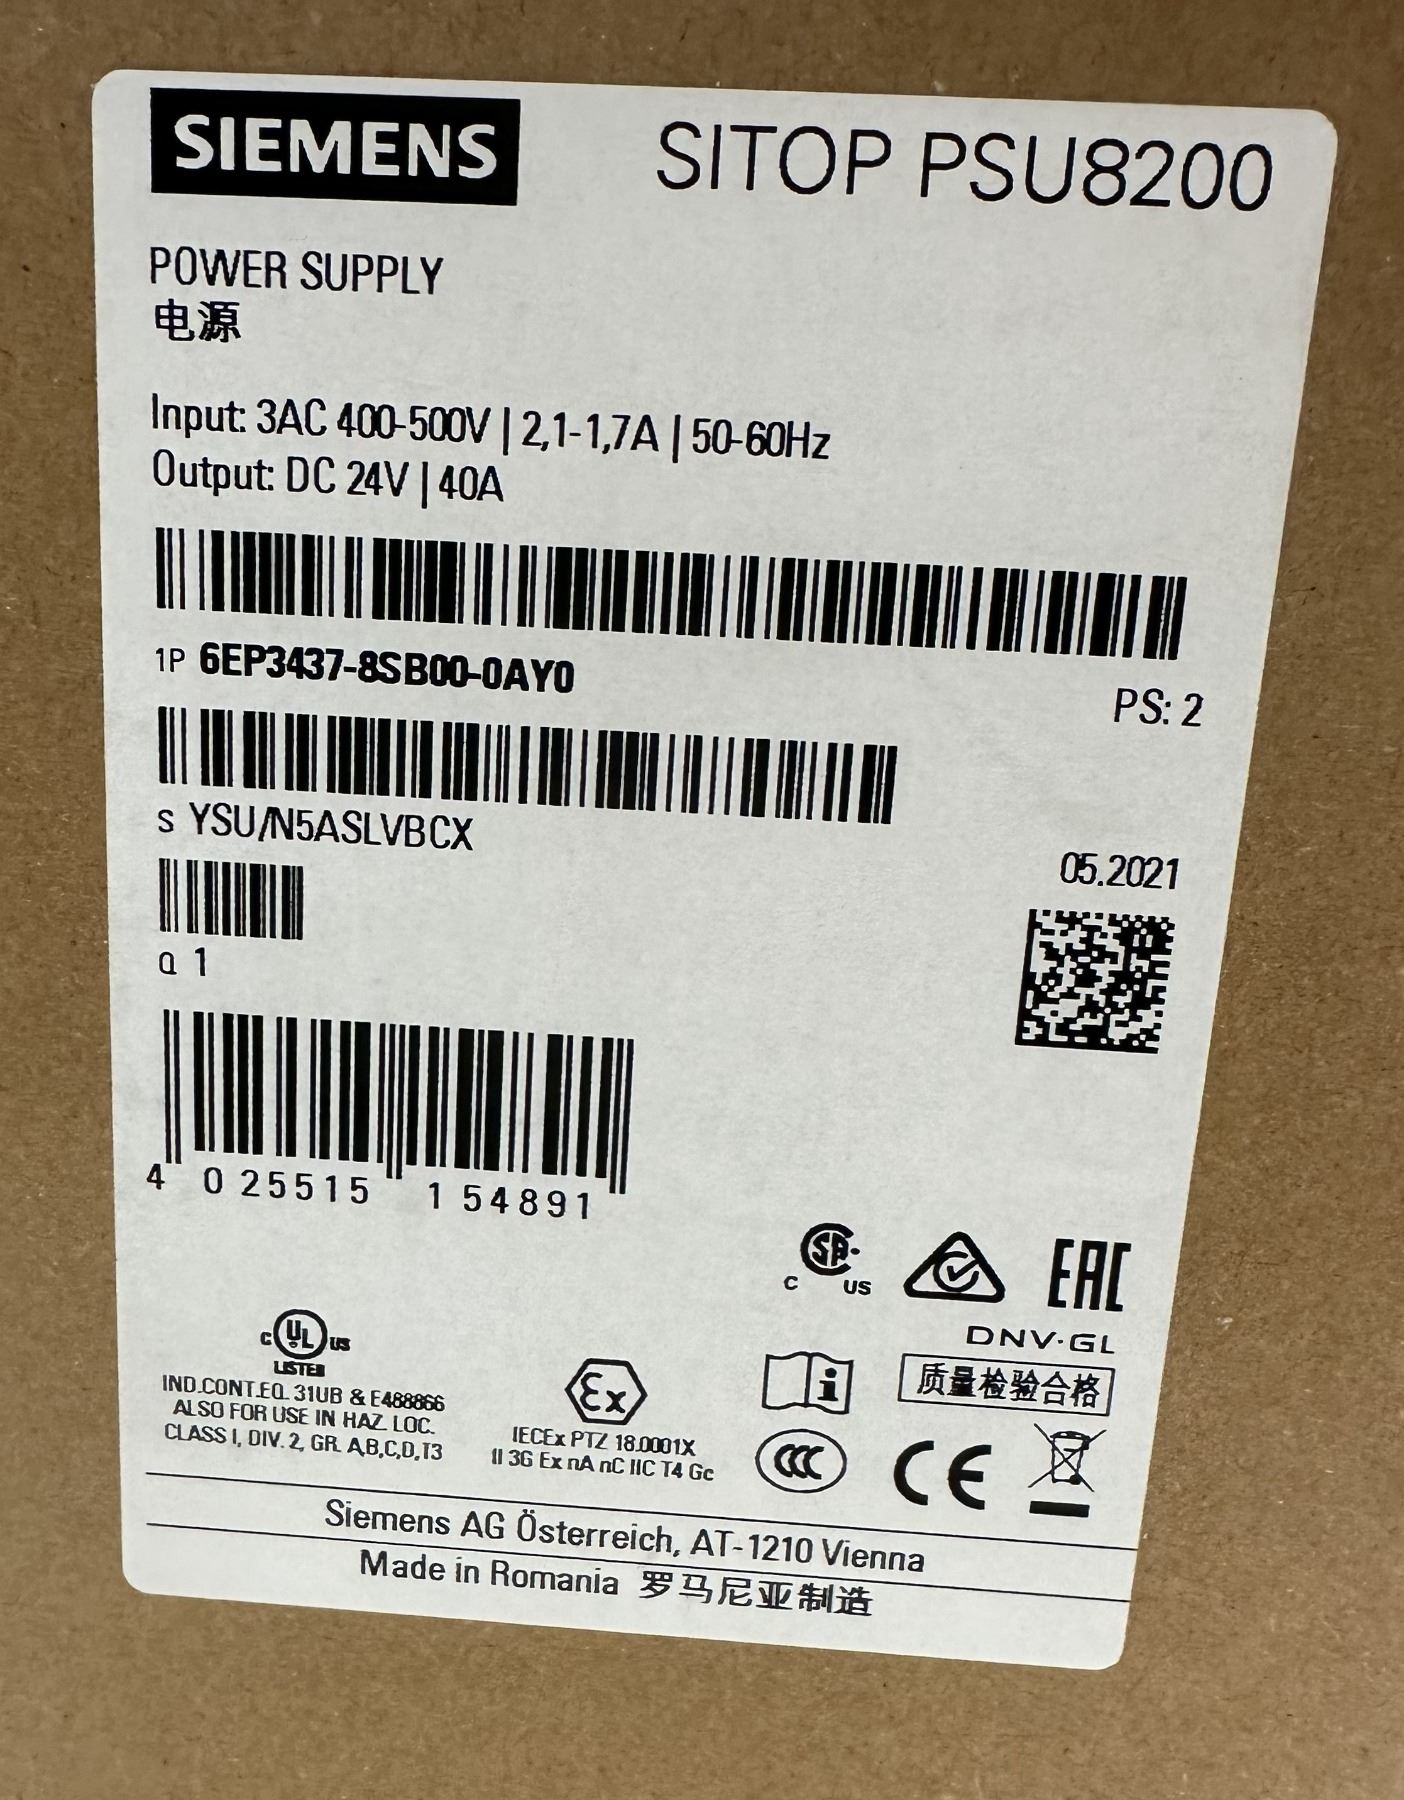 SIEMENS
SITOP PSU8200
POWER SUPPLY
电源
Input: 3AC 400-500V | 2,1-1,7A | 50-60Hz
Output: DC 24V | 40A
1P 6EP3437-8SB00-0AY0
PS: 2
S YSU/N5ASLVBCX
05.2021
Q 1
4 025515 154891
C SA US
EAC
DNV·GL
C UL US
LISTED
IND.CONT.EQ. 31UB & E488866
ALSO FOR USE IN HAZ. LOC.
CLASS I, DIV. 2, GR. A,B,C,D,T3
Ex
IECEx PTZ 18.0001X
II 3G Ex nA nC IIC T4 Gc
i
质量检验合格
CCC
CE
Siemens AG Österreich, AT-1210 Vienna
Made in Romania 罗马尼亚制造